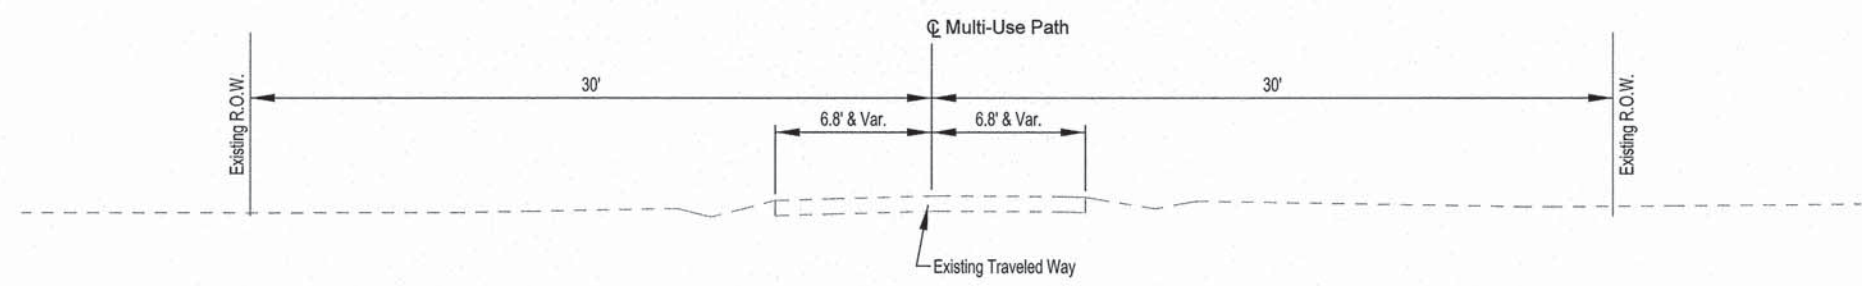 ℄ Multi-Use Path
30'
30'
Existing R.O.W.
Existing R.O.W.
6.8' & Var.
6.8' & Var.
Existing Traveled Way